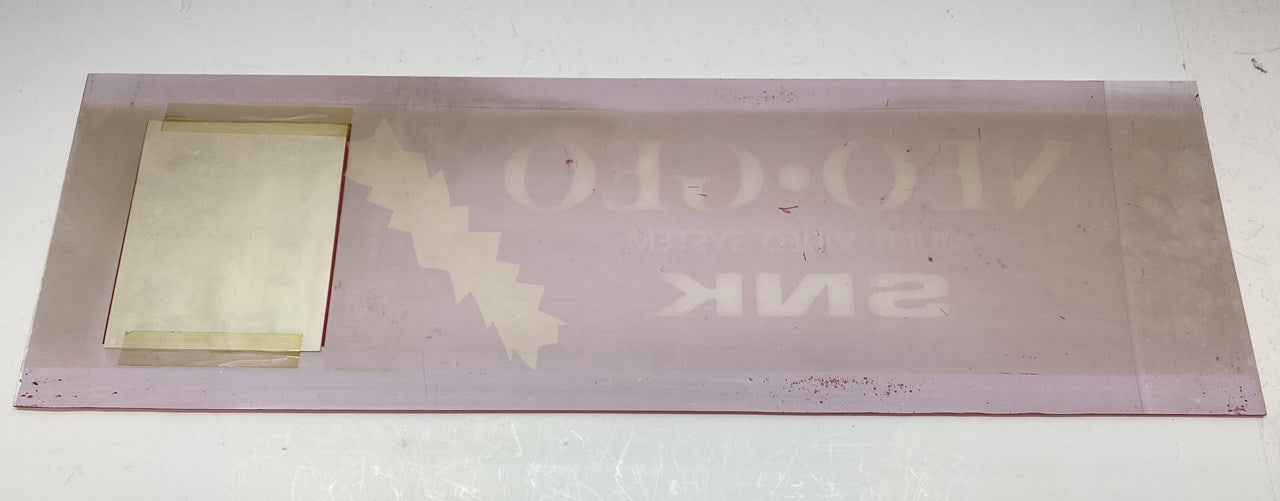 NEO•GEO
MULTI VIDEO SYSTEM
SNK